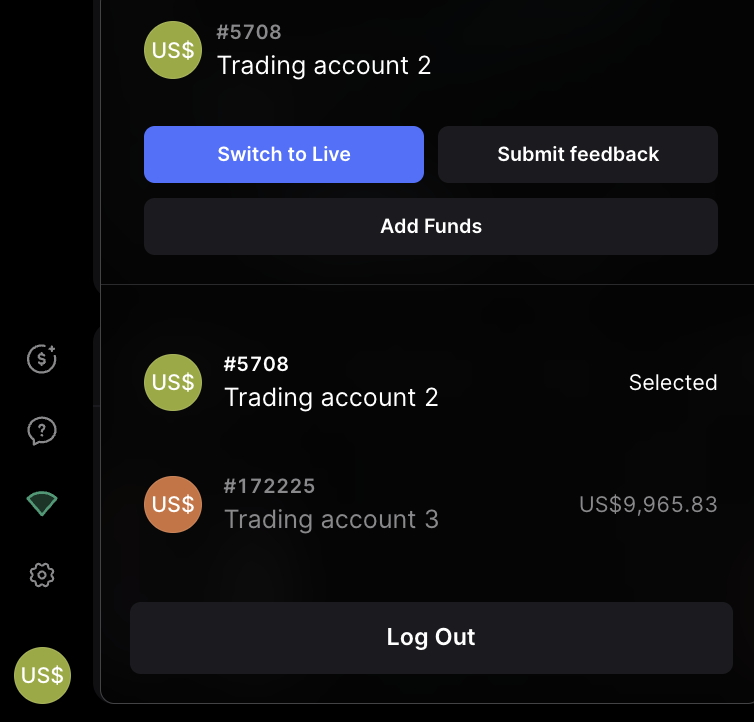 US$
#5708
Trading account 2
Switch to Live
Submit feedback
Add Funds
US$
#5708
Trading account 2
Selected
US$
#172225
Trading account 3
US$9,965.83
Log Out
$
?
US$